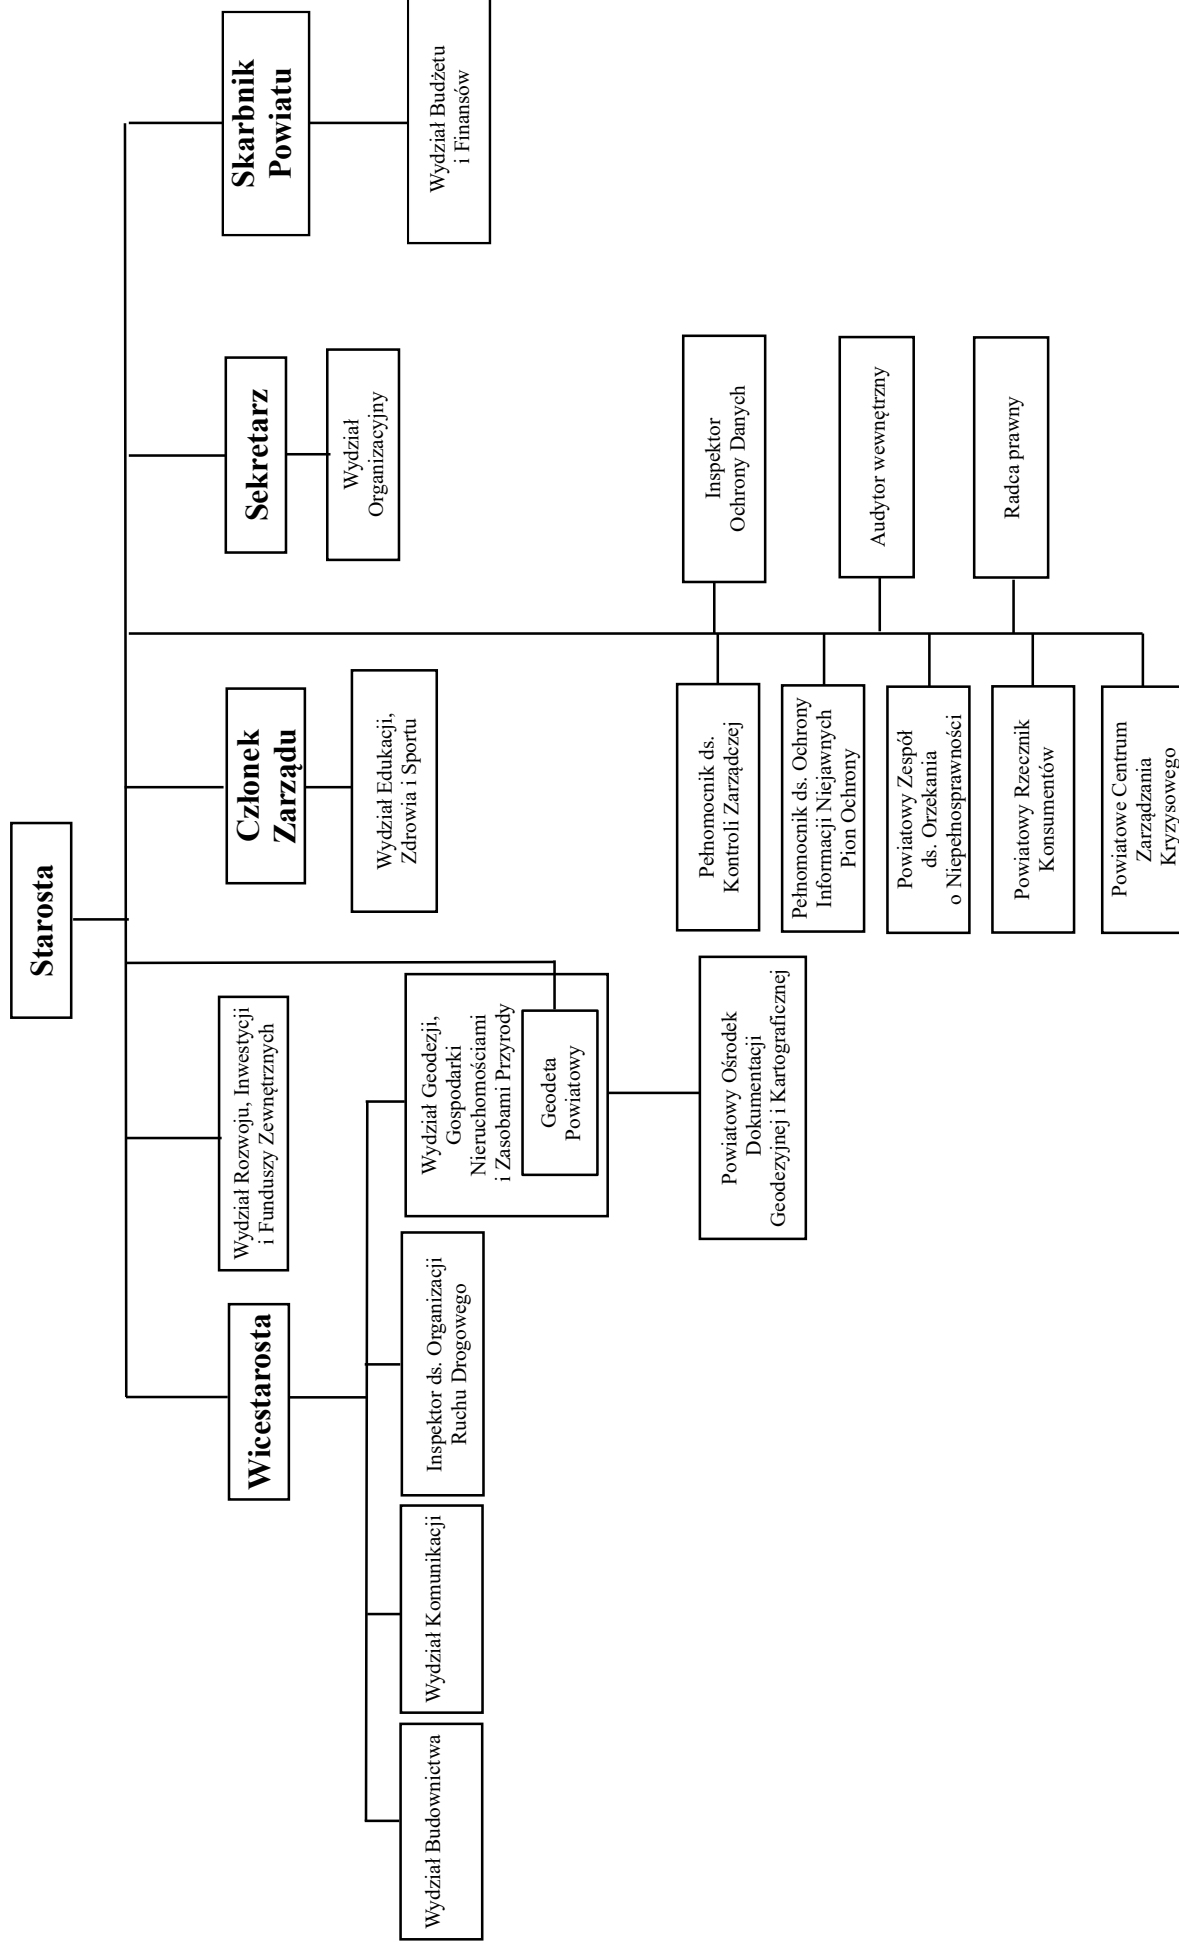 Starosta
Wicestarosta
Wydział Rozwoju, Inwestycji
i Funduszy Zewnętrznych
Członek
Zarządu
Sekretarz
Skarbnik
Powiatu
Wydział Budownictwa
Wydział Komunikacji
Inspektor ds. Organizacji
Ruchu Drogowego
Wydział Geodezji,
Gospodarki
Nieruchomościami
i Zasobami Przyrody
Geodeta
Powiatowy
Wydział Edukacji,
Zdrowia i Sportu
Wydział
Organizacyjny
Wydział Budżetu
i Finansów
Powiatowy Ośrodek
Dokumentacji
Geodezyjnej i Kartograficznej
Pełnomocnik ds.
Kontroli Zarządczej
Inspektor
Ochrony Danych
Pełnomocnik ds. Ochrony
Informacji Niejawnych
Pion Ochrony
Audytor wewnętrzny
Powiatowy Zespół
ds. Orzekania
o Niepełnosprawności
Radca prawny
Powiatowy Rzecznik
Konsumentów
Powiatowe Centrum
Zarządzania
Kryzysowego